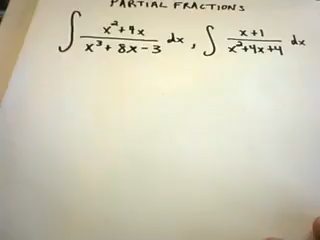 PARTIAL FRACTIONS
∫ (x² + 4x)/(x³ + 8x - 3) dx , ∫ (x + 1)/(x² + 4x + 4) dx